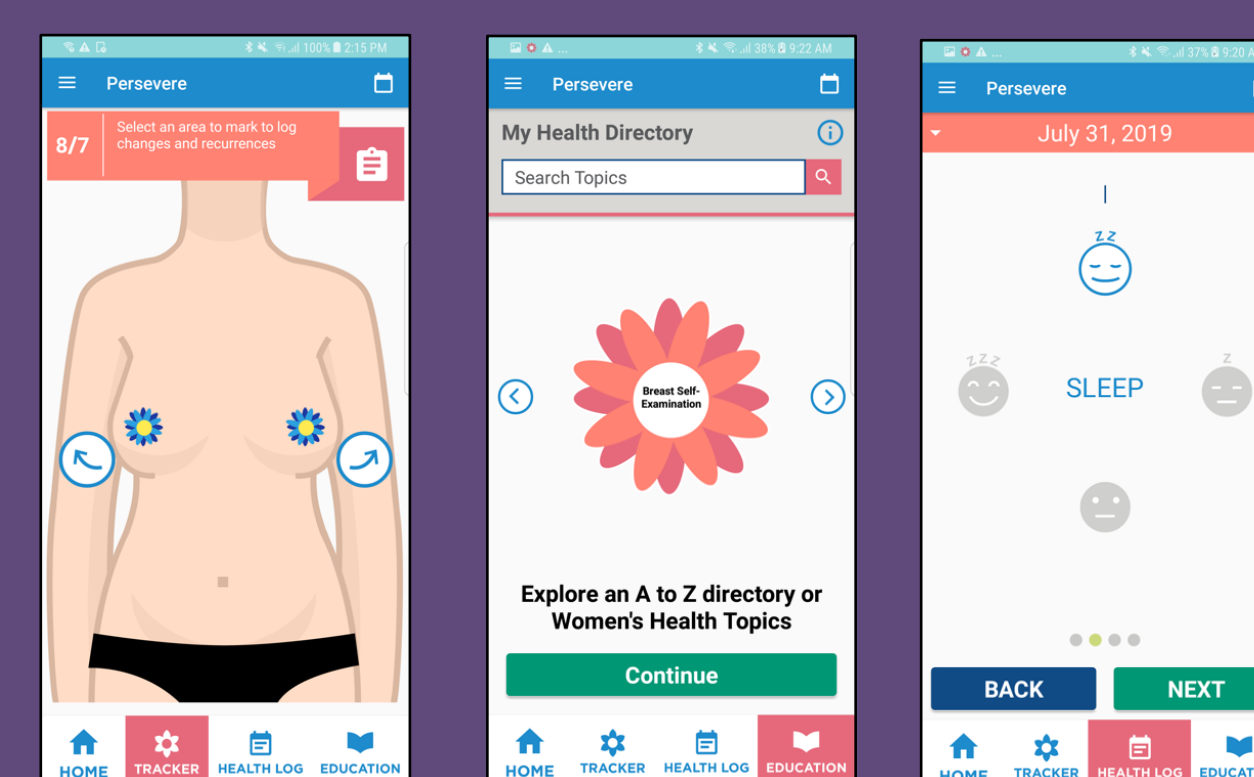 100% 2:15 PM
Persevere
8/7
Select an area to mark to log
changes and recurrences
HOME
TRACKER
HEALTH LOG
EDUCATION
... 38% 9:22 AM
Persevere
My Health Directory
Search Topics
Breast Self-
Examination
Explore an A to Z directory or
Women's Health Topics
Continue
HOME
TRACKER
HEALTH LOG
EDUCATION
... 37% 9:20 A
Persevere
July 31, 2019
z z
z z z
SLEEP
z
BACK
NEXT
HOME
TRACKER
HEALTH LOG
EDUCAT